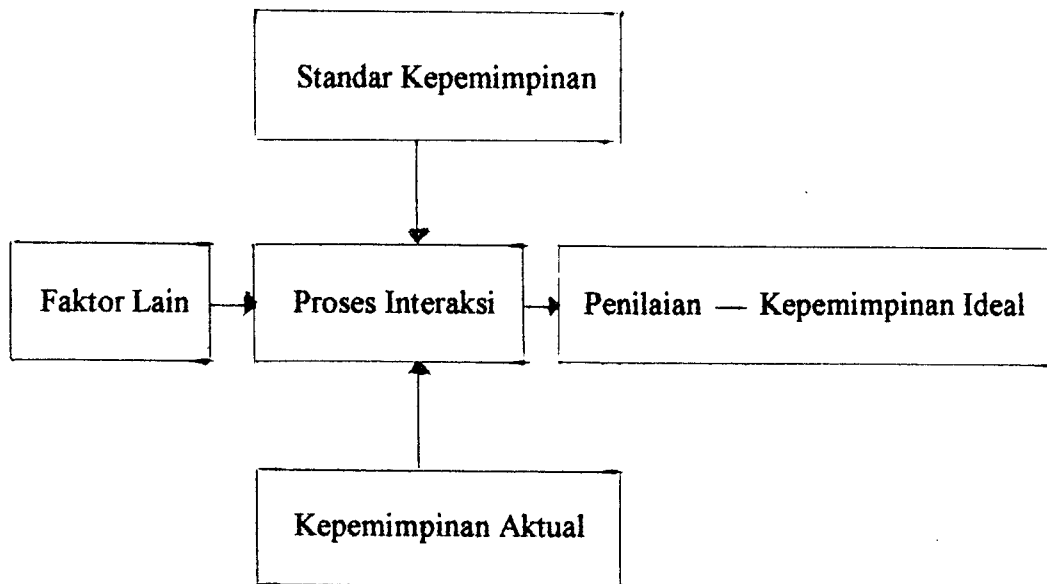 Standar Kepemimpinan
Faktor Lain
Proses Interaksi
Penilaian — Kepemimpinan Ideal
Kepemimpinan Aktual